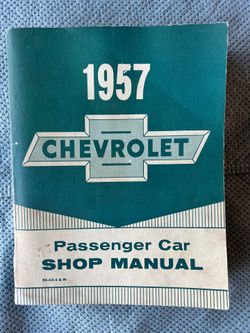 1957
CHEVROLET
Passenger Car
SHOP MANUAL